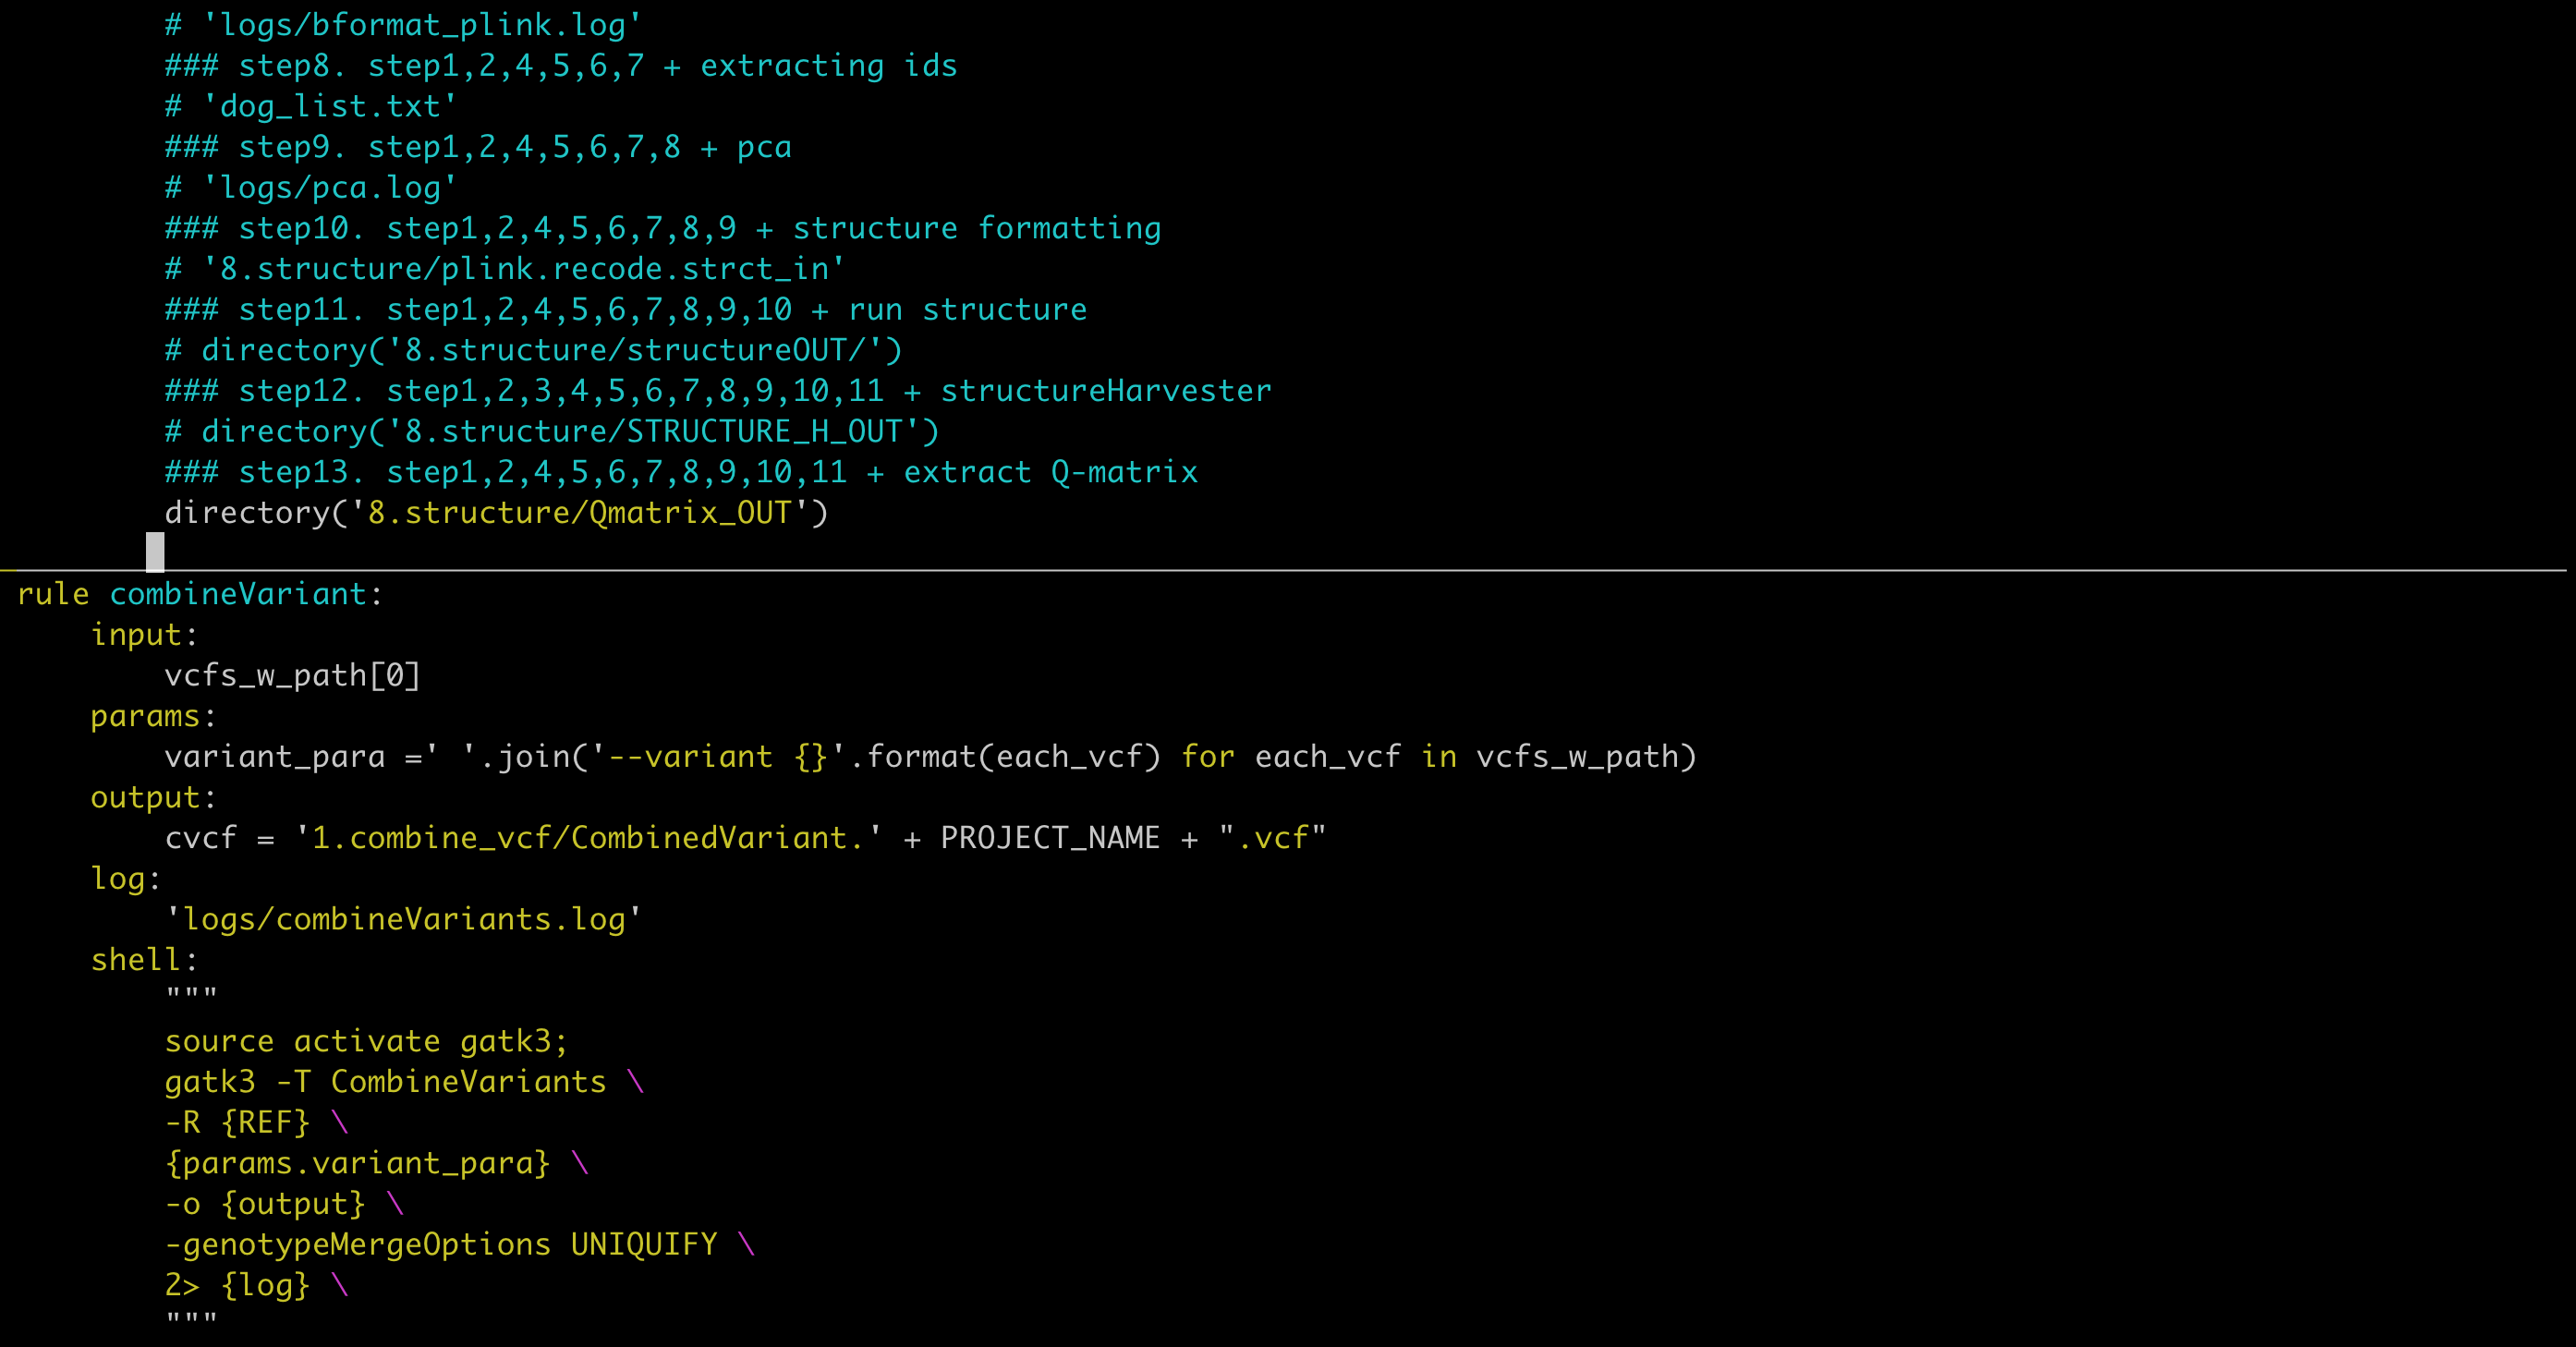 # 'logs/bformat_plink.log'
### step8. step1,2,4,5,6,7 + extracting ids
# 'dog_list.txt'
### step9. step1,2,4,5,6,7,8 + pca
# 'logs/pca.log'
### step10. step1,2,4,5,6,7,8,9 + structure formatting
# '8.structure/plink.recode.strct_in'
### step11. step1,2,4,5,6,7,8,9,10 + run structure
# directory('8.structure/structureOUT/')
### step12. step1,2,3,4,5,6,7,8,9,10,11 + structureHarvester
# directory('8.structure/STRUCTURE_H_OUT')
### step13. step1,2,4,5,6,7,8,9,10,11 + extract Q-matrix
directory('8.structure/Qmatrix_OUT')
rule combineVariant:
input:
vcfs_w_path[0]
params:
variant_para =' '.join('--variant {}'.format(each_vcf) for each_vcf in vcfs_w_path)
output:
cvcf = '1.combine_vcf/CombinedVariant.' + PROJECT_NAME + ".vcf"
log:
'logs/combineVariants.log'
shell:
"""
source activate gatk3;
gatk3 -T CombineVariants \
-R {REF} \
{params.variant_para} \
-o {output} \
-genotypeMergeOptions UNIQUIFY \
2> {log} \
"""